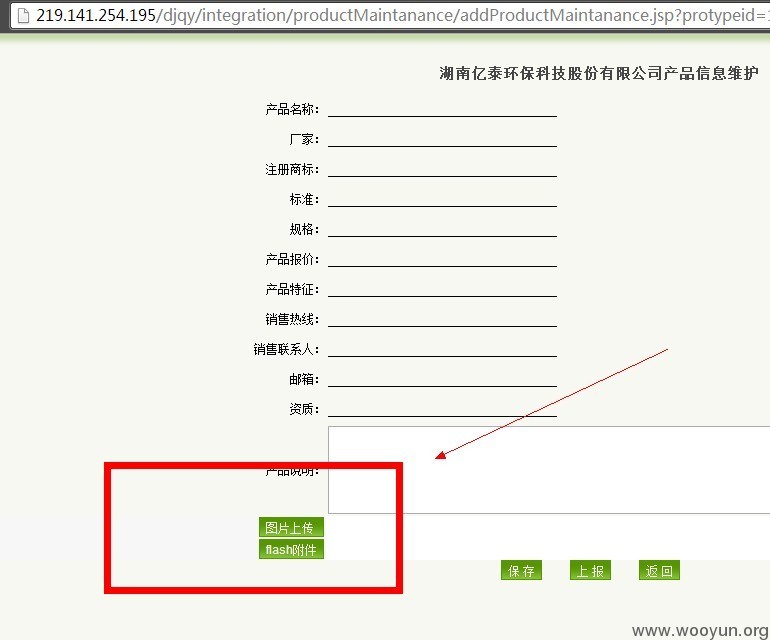 219.141.254.195/djqy/integration/productMaintanance/addProductMaintanance.jsp?protypeid=
湖南亿泰环保科技股份有限公司产品信息维护
产品名称：
厂家：
注册商标：
标准：
规格：
产品报价：
产品特征：
销售热线：
销售联系人：
邮箱：
资质：
产品说明：
图片上传
flash附件
保存 上报 返回
www.wooyun.org